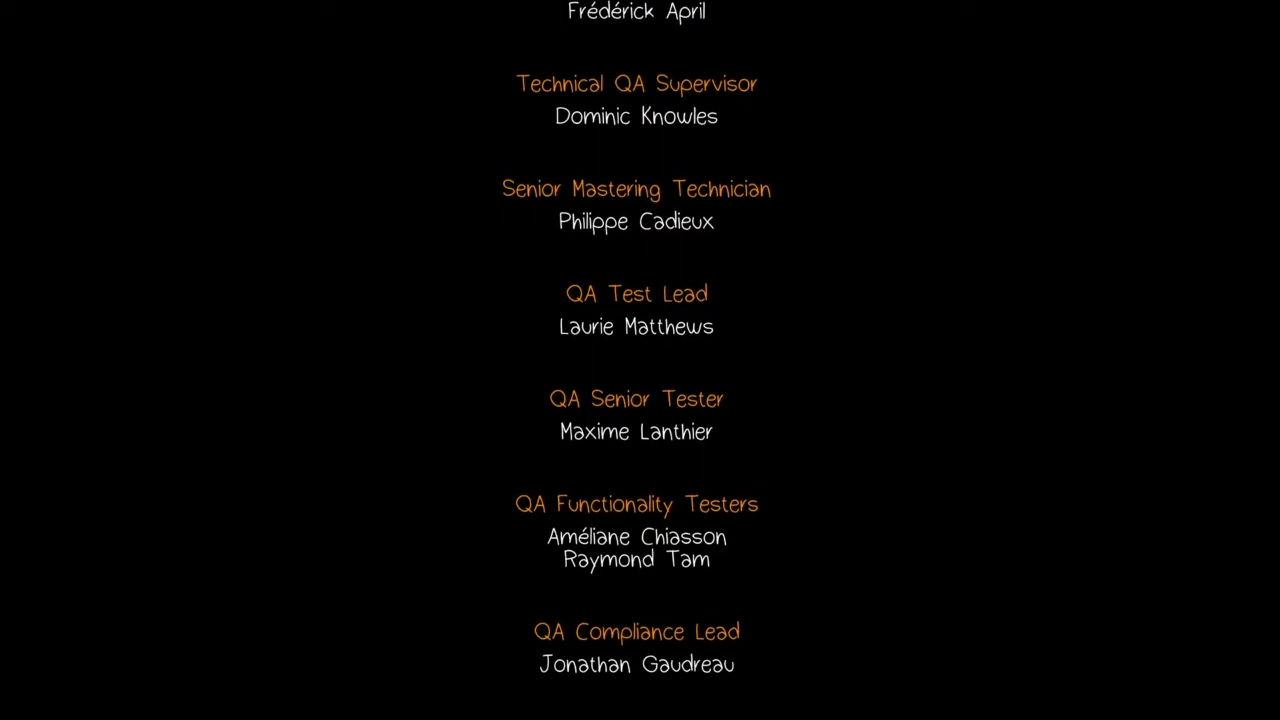 Frédérick April
Technical QA Supervisor
Dominic Knowles
Senior Mastering Technician
Philippe Cadieux
QA Test Lead
Laurie Matthews
QA Senior Tester
Maxime Lanthier
QA Functionality Testers
Améliane Chiasson
Raymond Tam
QA Compliance Lead
Jonathan Gaudreau